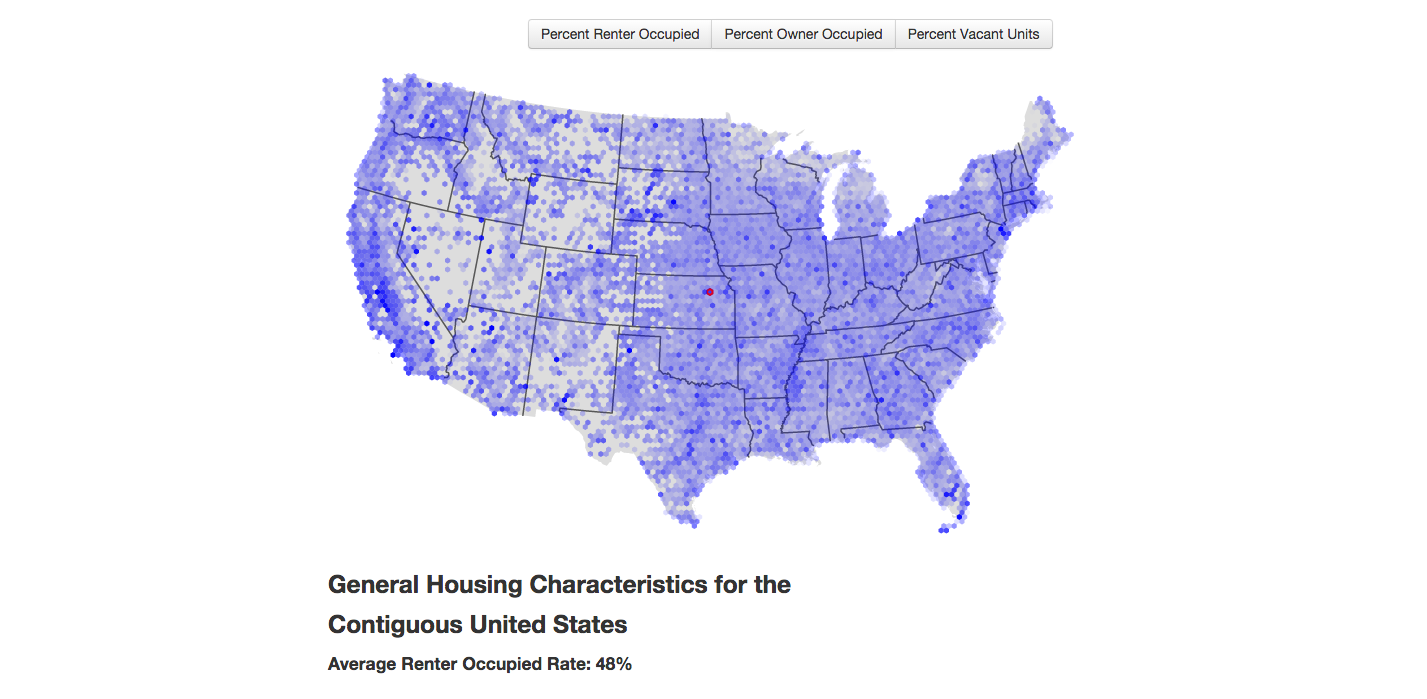 Percent Renter Occupied Percent Owner Occupied Percent Vacant Units
General Housing Characteristics for the
Contiguous United States
Average Renter Occupied Rate: 48%